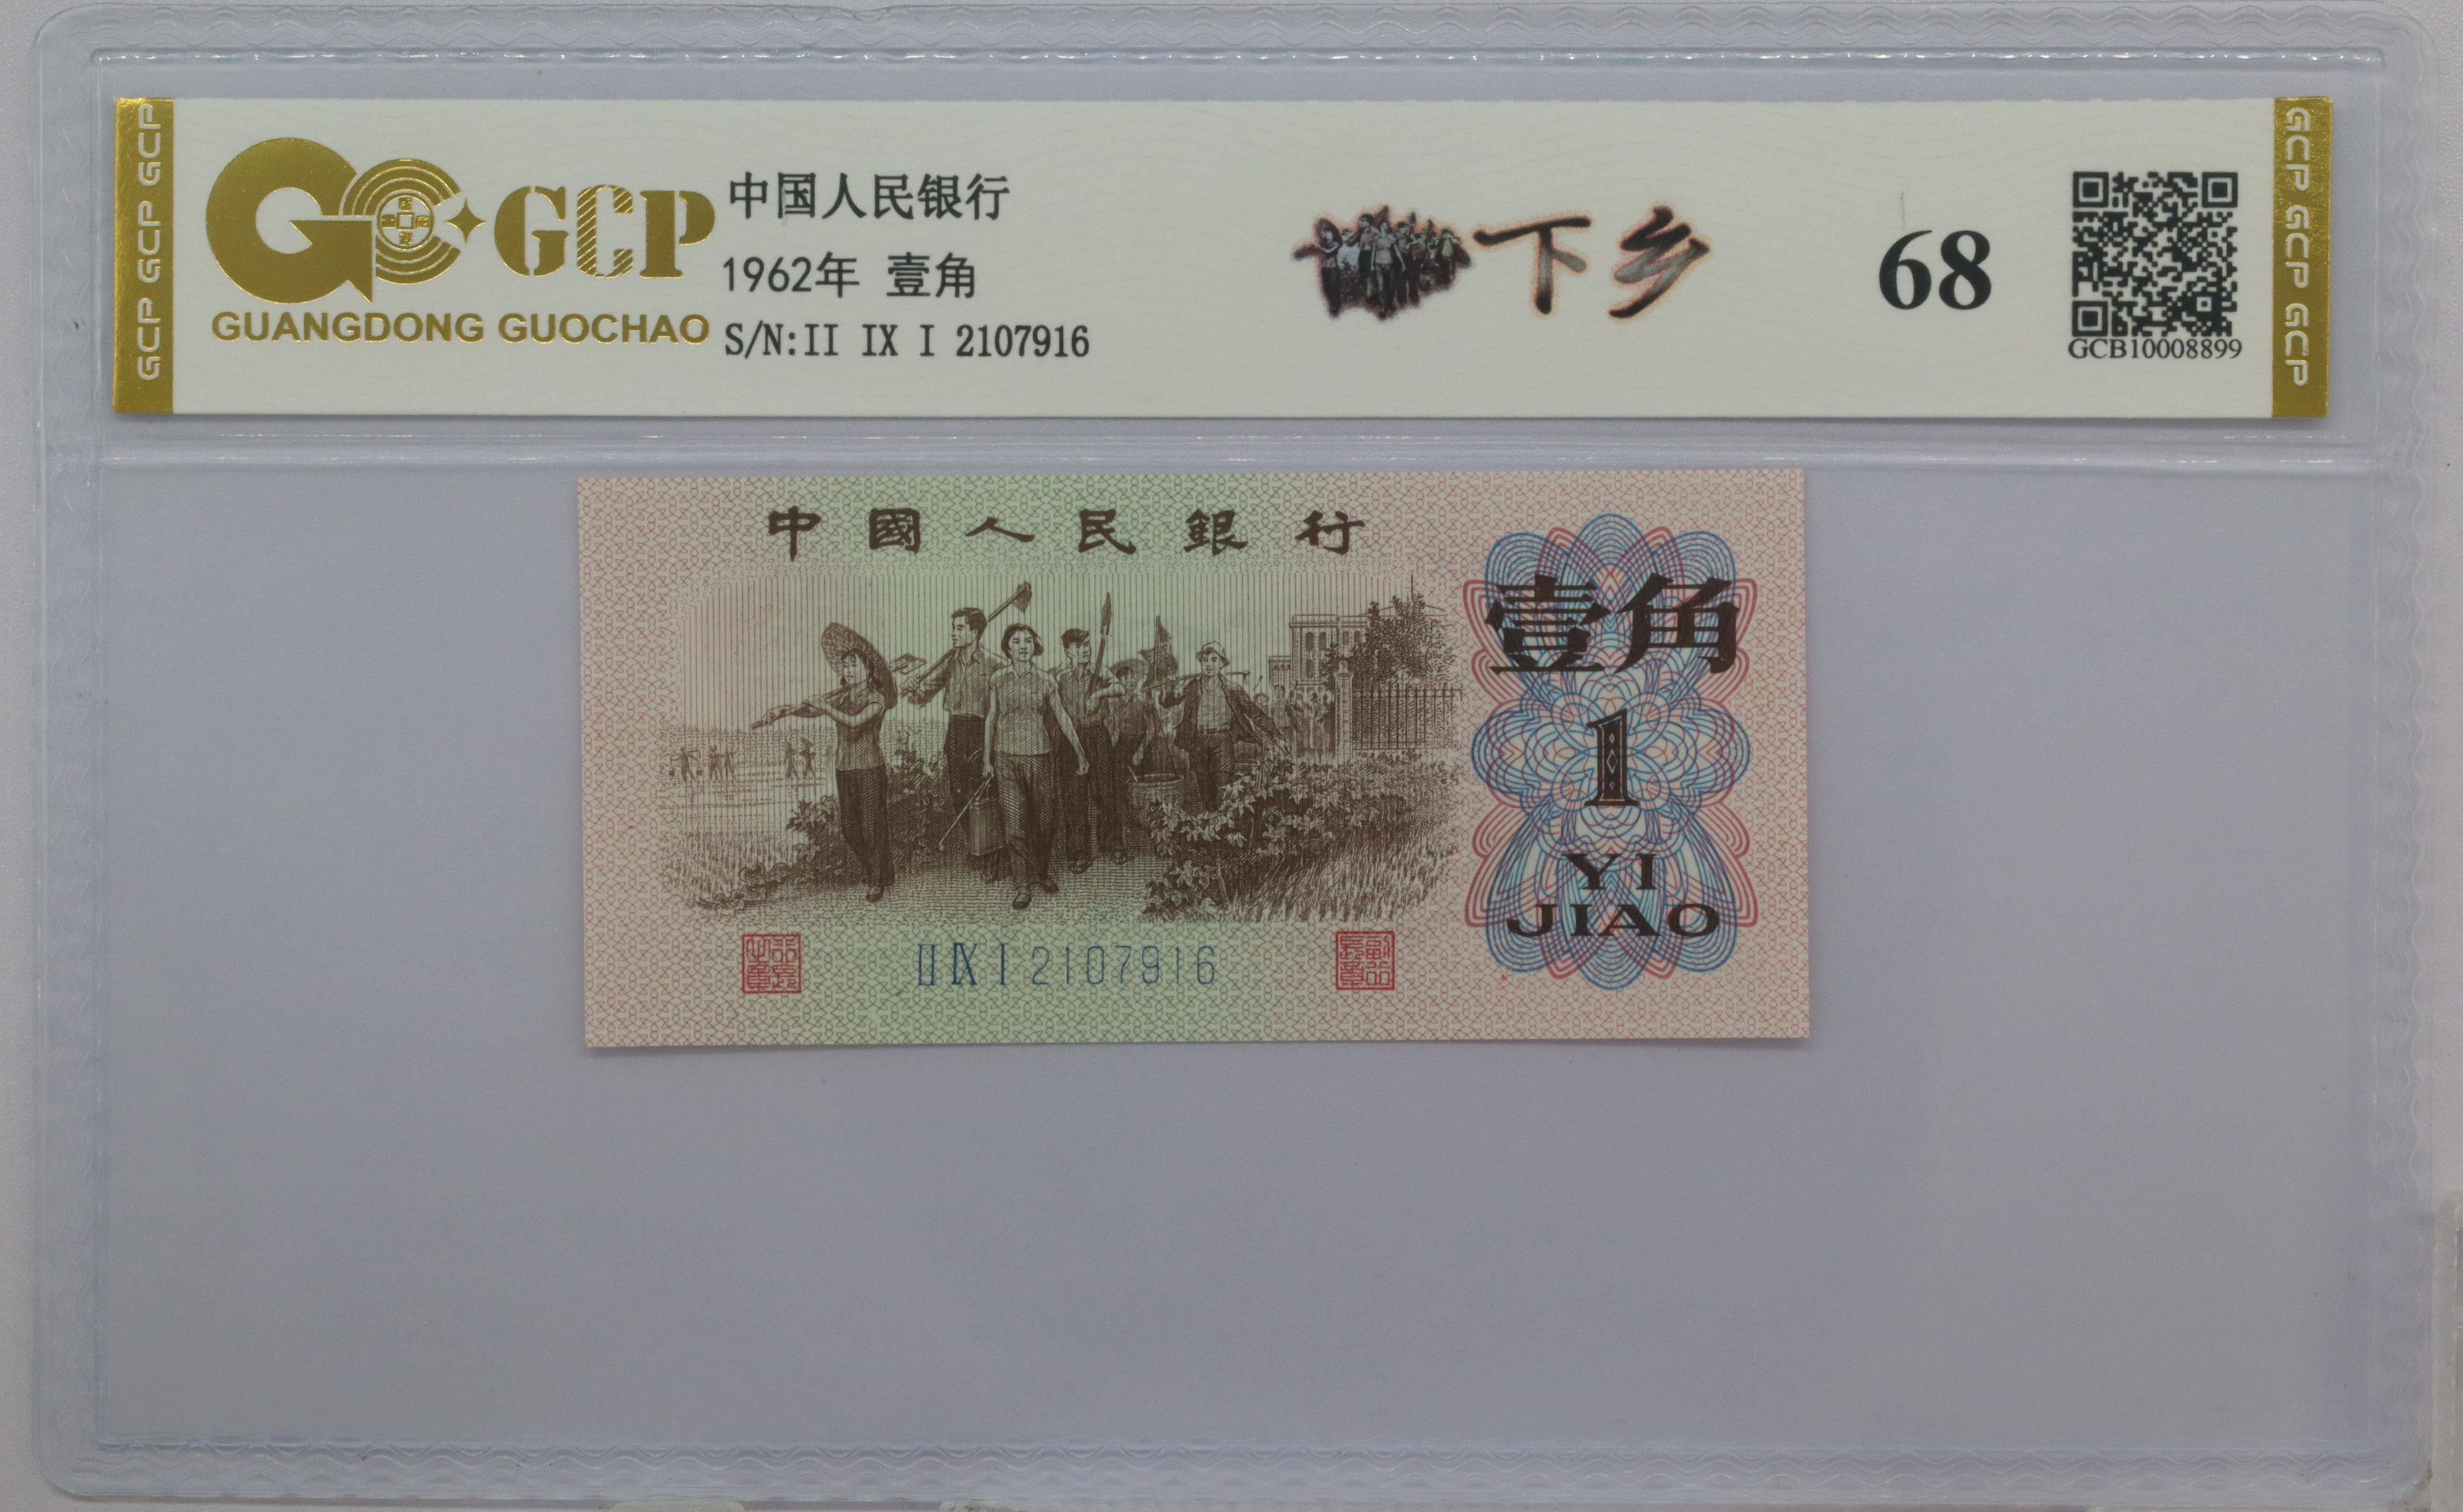 GCP GCP GCP
GCP
GUANGDONG GUOCHAO
中国人民银行
1962年 壹角
S/N:II IX I 2107916
下乡
68
GCB10008899
GCP GCP GCP
中國人民銀行
壹角
1
YI
JIAO
II IX I 2107916